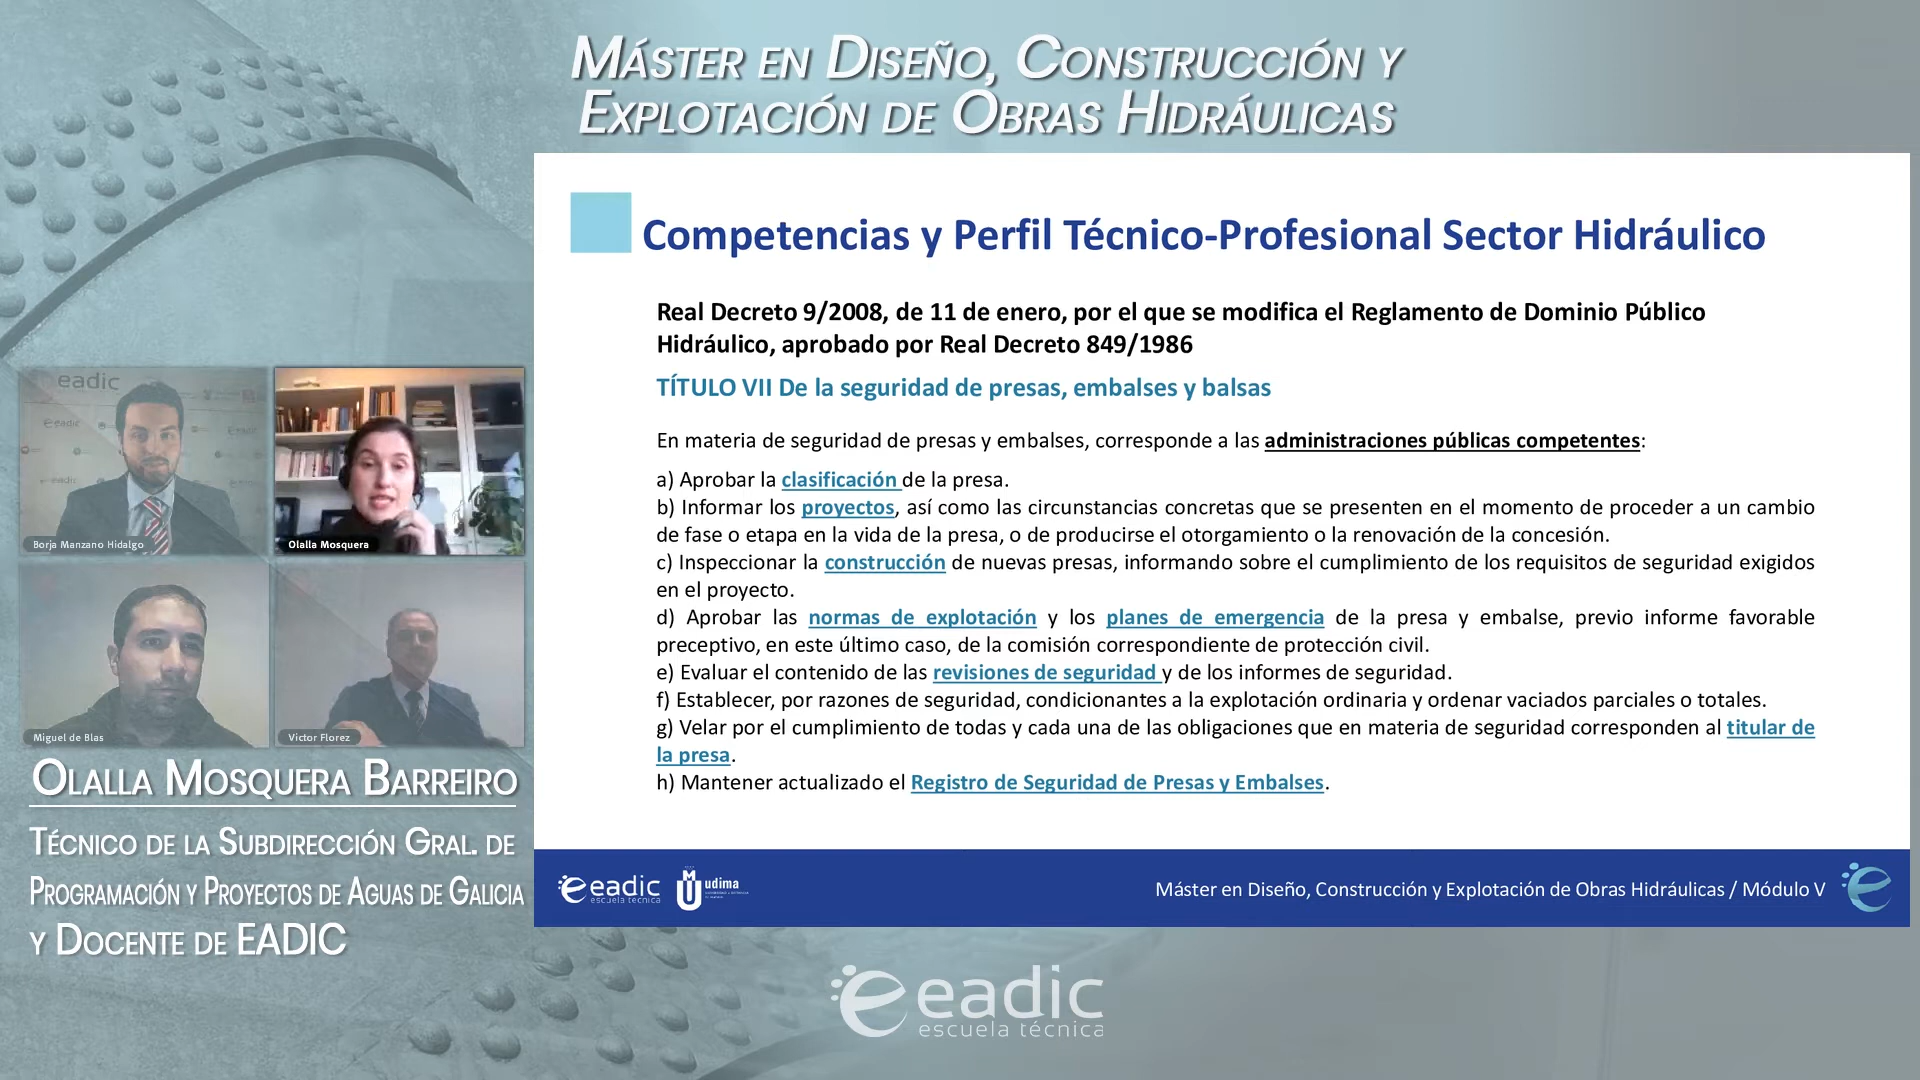 Máster en Diseño, Construcción y
Explotación de Obras Hidráulicas
Competencias y Perfil Técnico-Profesional Sector Hidráulico
Real Decreto 9/2008, de 11 de enero, por el que se modifica el Reglamento de Dominio Público
Hidráulico, aprobado por Real Decreto 849/1986
TÍTULO VII De la seguridad de presas, embalses y balsas
En materia de seguridad de presas y embalses, corresponde a las administraciones públicas competentes:
a) Aprobar la clasificación de la presa.
b) Informar los proyectos, así como las circunstancias concretas que se presenten en el momento de proceder a un cambio
de fase o etapa en la vida de la presa, o de producirse el otorgamiento o la renovación de la concesión.
c) Inspeccionar la construcción de nuevas presas, informando sobre el cumplimiento de los requisitos de seguridad exigidos
en el proyecto.
d) Aprobar las normas de explotación y los planes de emergencia de la presa y embalse, previo informe favorable
preceptivo, en este último caso, de la comisión correspondiente de protección civil.
e) Evaluar el contenido de las revisiones de seguridad y de los informes de seguridad.
f) Establecer, por razones de seguridad, condicionantes a la explotación ordinaria y ordenar vaciados parciales o totales.
g) Velar por el cumplimiento de todas y cada una de las obligaciones que en materia de seguridad corresponden al titular de
la presa.
h) Mantener actualizado el Registro de Seguridad de Presas y Embalses.
eadic
escuela técnica
udima
Máster en Diseño, Construcción y Explotación de Obras Hidráulicas / Módulo V
eadic
eadic
eadic
eadic
Borja Manzano Hidalgo
Olalla Mosquera
Miguel de Blas
Victor Florez
Olalla Mosquera Barreiro
Técnico de la Subdirección Gral. de
Programación y Proyectos de Aguas de Galicia
y Docente de EADIC
eadic
escuela técnica